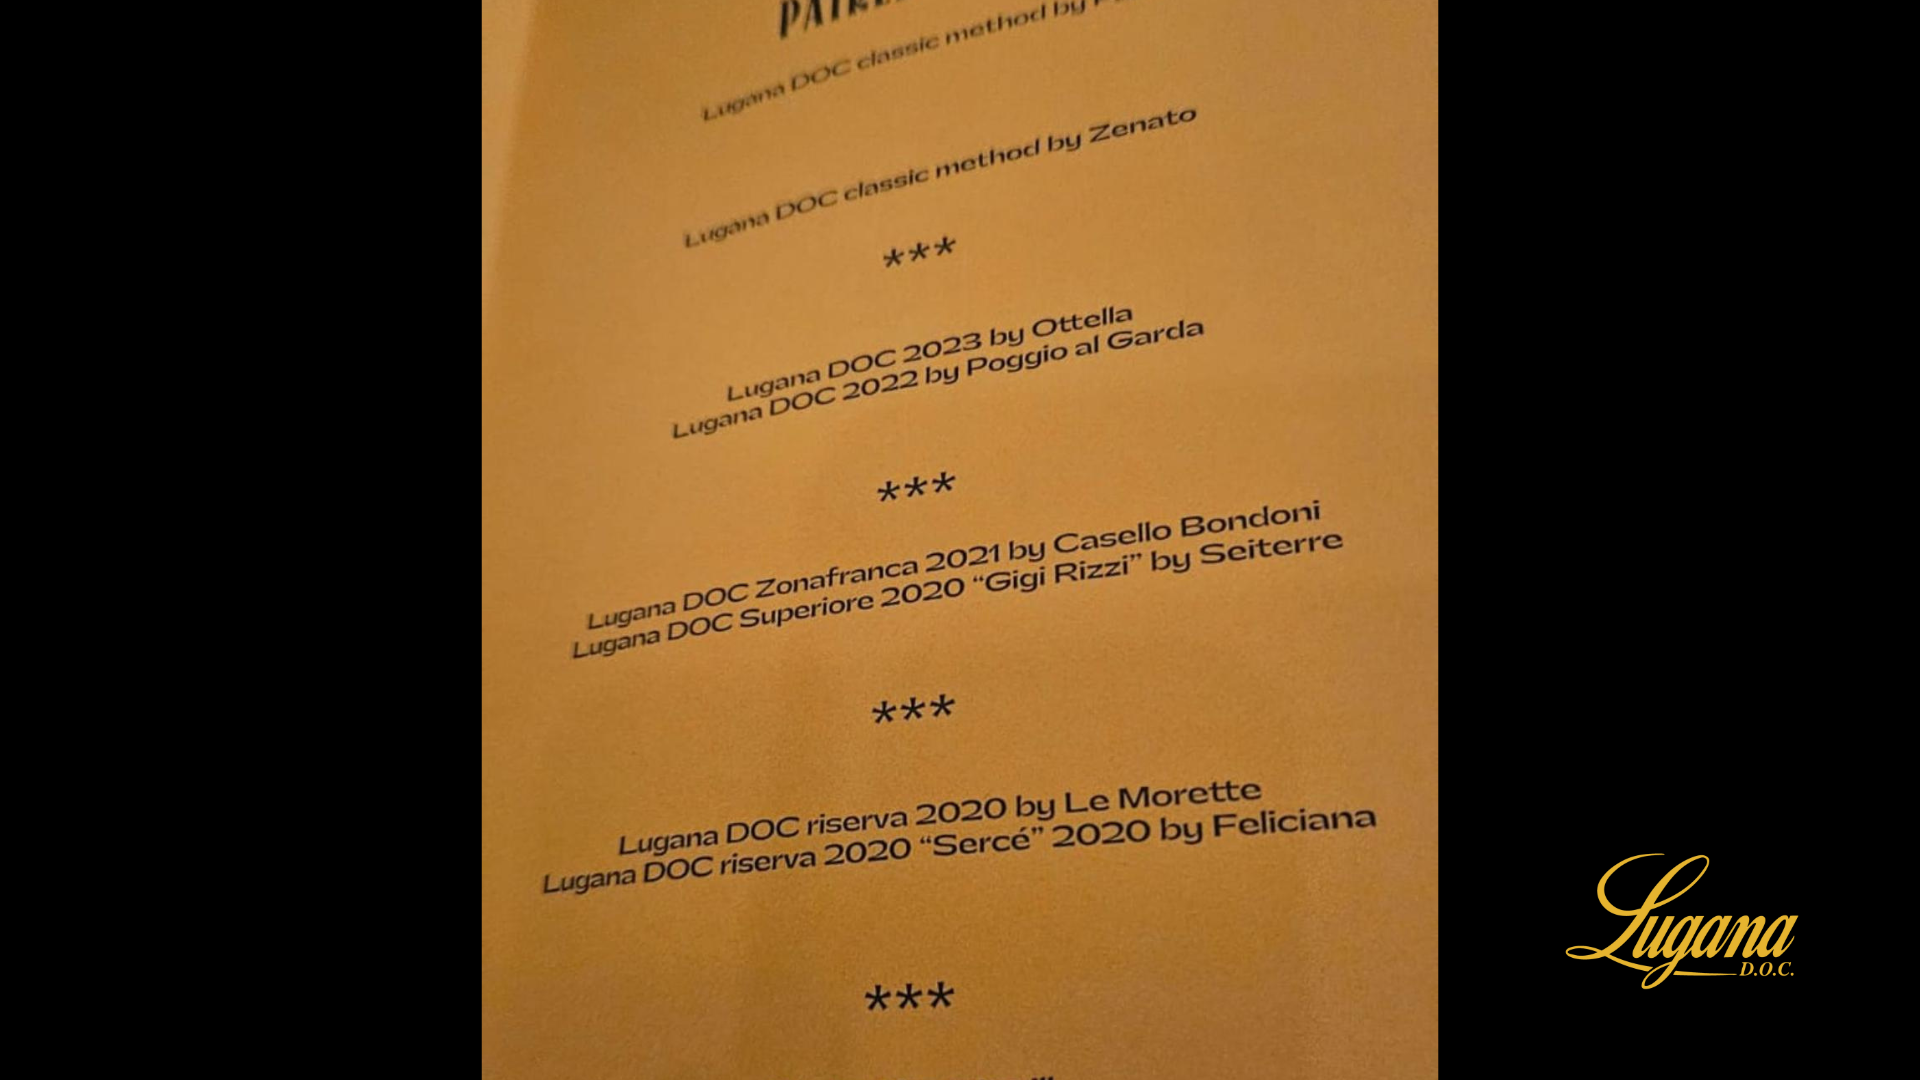 Lugana DOC classic method by
Lugana DOC classic method by Zenato
***
Lugana DOC 2023 by Ottella
Lugana DOC 2022 by Poggio al Garda
***
Lugana DOC Zonafranca 2021 by Casello Bondoni
Lugana DOC Superiore 2020 “Gigi Rizzi” by Seiterre
***
Lugana DOC riserva 2020 by Le Morette
Lugana DOC riserva 2020 “Sercé” 2020 by Feliciana
***
Lugana
D.O.C.